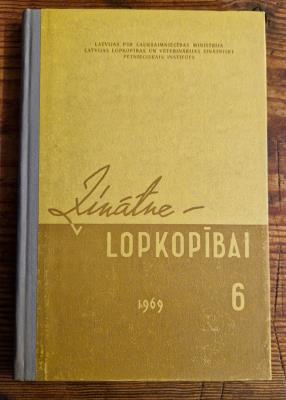 LATVIJAS PSR LAUKSAIMNIECĪBAS MINISTRIJA
LATVIJAS LOPKOPĪBAS UN VETERINĀRIJAS ZINĀTNISKI
PĒTNIECISKAIS INSTITŪTS
Zinātne –
LOPKOPĪBAI
1969 6